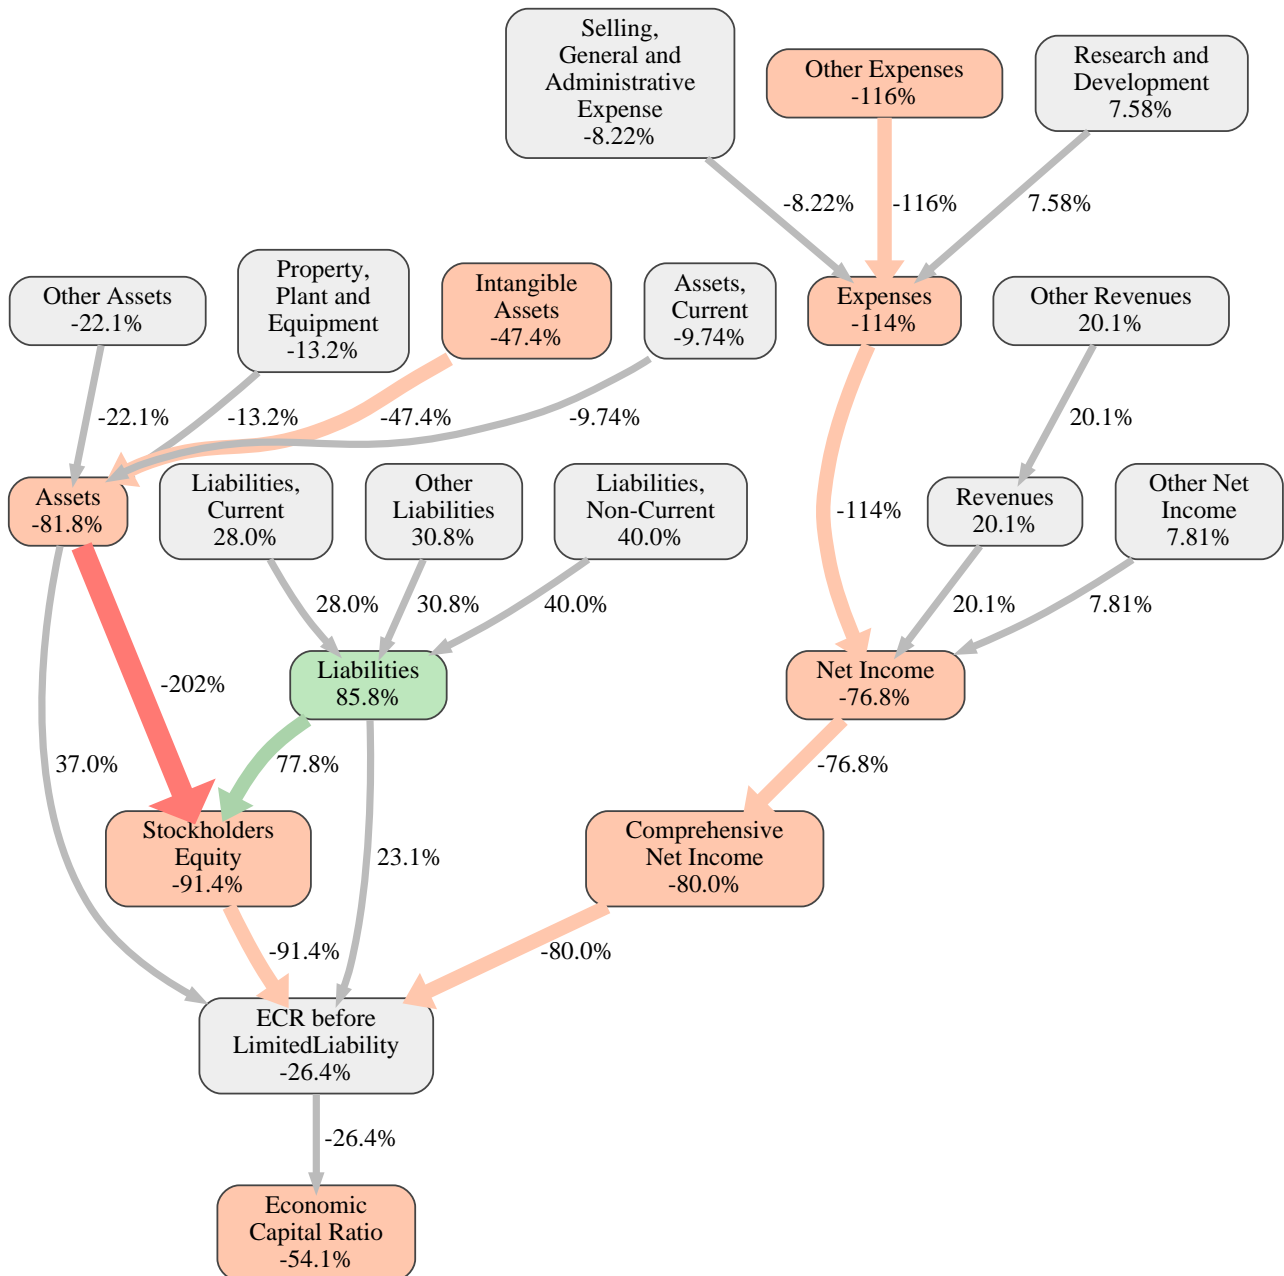 Selling,
General and
Administrative
Expense
-8.22%
Other Expenses
-116%
Research and
Development
7.58%
-8.22%
-116%
7.58%
Other Assets
-22.1%
Property,
Plant and
Equipment
-13.2%
Intangible
Assets
-47.4%
Assets,
Current
-9.74%
Expenses
-114%
Other Revenues
20.1%
-22.1%
-13.2%
-47.4%
-9.74%
20.1%
Assets
-81.8%
Liabilities,
Current
28.0%
Other
Liabilities
30.8%
Liabilities,
Non-Current
40.0%
-114%
Revenues
20.1%
Other Net
Income
7.81%
28.0%
30.8%
40.0%
20.1%
7.81%
-202%
Liabilities
85.8%
Net Income
-76.8%
37.0%
77.8%
-76.8%
Stockholders
Equity
-91.4%
23.1%
Comprehensive
Net Income
-80.0%
-91.4%
-80.0%
ECR before
LimitedLiability
-26.4%
-26.4%
Economic
Capital Ratio
-54.1%